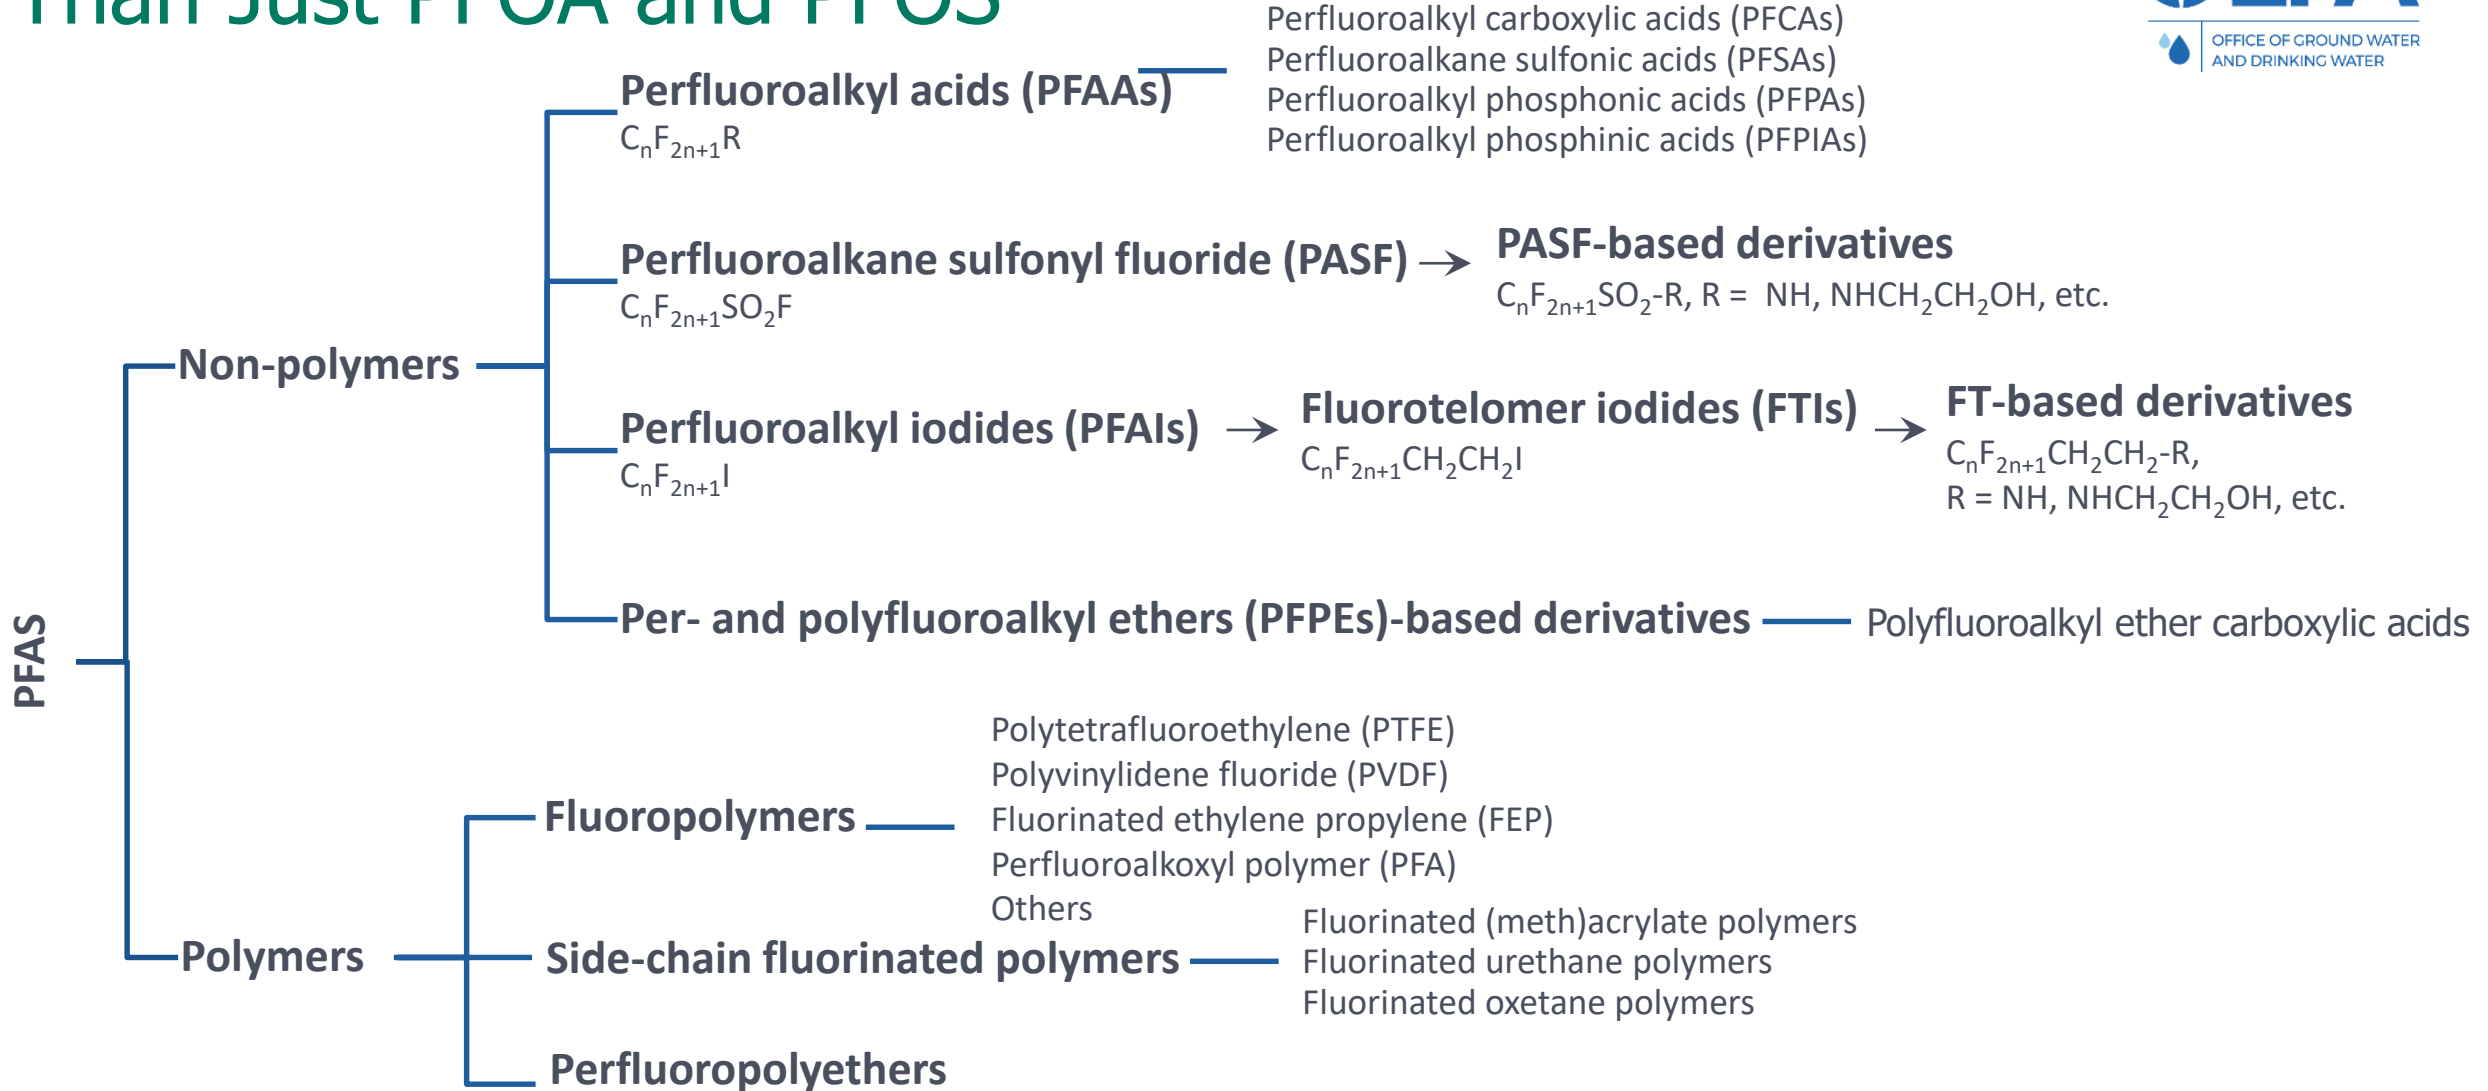 Than Just PFOA and PFOS
EPA
OFFICE OF GROUND WATER
AND DRINKING WATER
Perfluoroalkyl carboxylic acids (PFCAs)
Perfluoroalkane sulfonic acids (PFSAs)
Perfluoroalkyl phosphonic acids (PFPAs)
Perfluoroalkyl phosphinic acids (PFPIAs)
Perfluoroalkyl acids (PFAAs)
CₙF₂ₙ₊₁R
Perfluoroalkane sulfonyl fluoride (PASF)
CₙF₂ₙ₊₁SO₂F
PASF-based derivatives
CₙF₂ₙ₊₁SO₂-R, R = NH, NHCH₂CH₂OH, etc.
Non-polymers
Perfluoroalkyl iodides (PFAIs)
CₙF₂ₙ₊₁I
Fluorotelomer iodides (FTIs)
CₙF₂ₙ₊₁CH₂CH₂I
FT-based derivatives
CₙF₂ₙ₊₁CH₂CH₂-R,
R = NH, NHCH₂CH₂OH, etc.
Per- and polyfluoroalkyl ethers (PFPEs)-based derivatives
Polyfluoroalkyl ether carboxylic acids
PFAS
Fluoropolymers
Polytetrafluoroethylene (PTFE)
Polyvinylidene fluoride (PVDF)
Fluorinated ethylene propylene (FEP)
Perfluoroalkoxyl polymer (PFA)
Others
Polymers
Side-chain fluorinated polymers
Fluorinated (meth)acrylate polymers
Fluorinated urethane polymers
Fluorinated oxetane polymers
Perfluoropolyethers